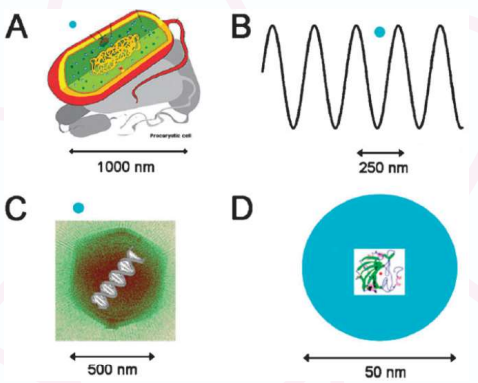 A
B
Procaryotic cell
1000 nm
250 nm
C
D
500 nm
50 nm